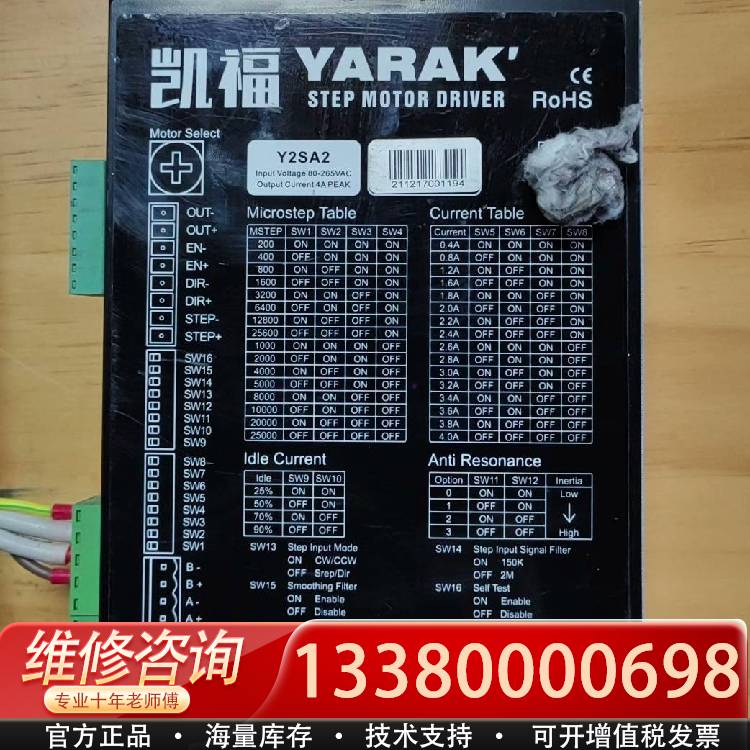 凯福 YARAK'
STEP MOTOR DRIVER
CE
RoHS
Motor Select
Y2SA2
Input Voltage 80-265VAC
Output Current 4A PEAK
211217001194
OUT-
OUT+
EN-
EN+
DIR-
DIR+
STEP-
STEP+
SW16
SW15
SW14
SW13
SW12
SW11
SW10
SW9
SW8
SW7
SW6
SW5
SW4
SW3
SW2
SW1
B -
B +
A -
A +
Microstep Table
MSTEP SW1 SW2 SW3 SW4
200 ON ON ON ON
400 OFF ON ON ON
800 ON OFF ON ON
1600 OFF OFF ON ON
3200 ON ON OFF ON
6400 OFF ON OFF ON
12800 ON OFF OFF ON
25600 OFF OFF OFF ON
1000 ON ON ON OFF
2000 OFF ON ON OFF
4000 ON OFF ON OFF
5000 OFF OFF ON OFF
8000 ON ON OFF OFF
10000 OFF ON OFF OFF
20000 ON OFF OFF OFF
25000 OFF OFF OFF OFF
Current Table
Current SW5 SW6 SW7 SW8
0.4A ON ON ON ON
0.8A OFF ON ON ON
1.2A ON OFF ON ON
1.6A OFF OFF ON ON
1.8A ON ON OFF ON
2.0A OFF ON OFF ON
2.2A ON OFF OFF ON
2.4A OFF OFF OFF ON
2.6A ON ON ON OFF
2.8A OFF ON ON OFF
3.0A ON OFF ON OFF
3.2A OFF OFF ON OFF
3.4A ON ON OFF OFF
3.6A OFF ON OFF OFF
3.8A ON OFF OFF OFF
4.0A OFF OFF OFF OFF
Idle Current
Idle SW9 SW10
25% ON ON
50% OFF ON
70% ON OFF
90% OFF OFF
Anti Resonance
Option SW11 SW12 Inertia
0 ON ON Low
1 OFF ON
2 ON OFF
3 OFF OFF High
SW13 Step Input Mode
ON CW/CCW
OFF Srep/Dir
SW15 Smoothing Filter
ON Enable
OFF Disable
SW14 Step Input Signal Filter
ON 150K
OFF 2M
SW16 Self Test
ON Enable
OFF Disable
维修咨询
专业十年老师傅
13380000698
官方正品 • 海量库存 • 技术支持 • 可开增值税发票